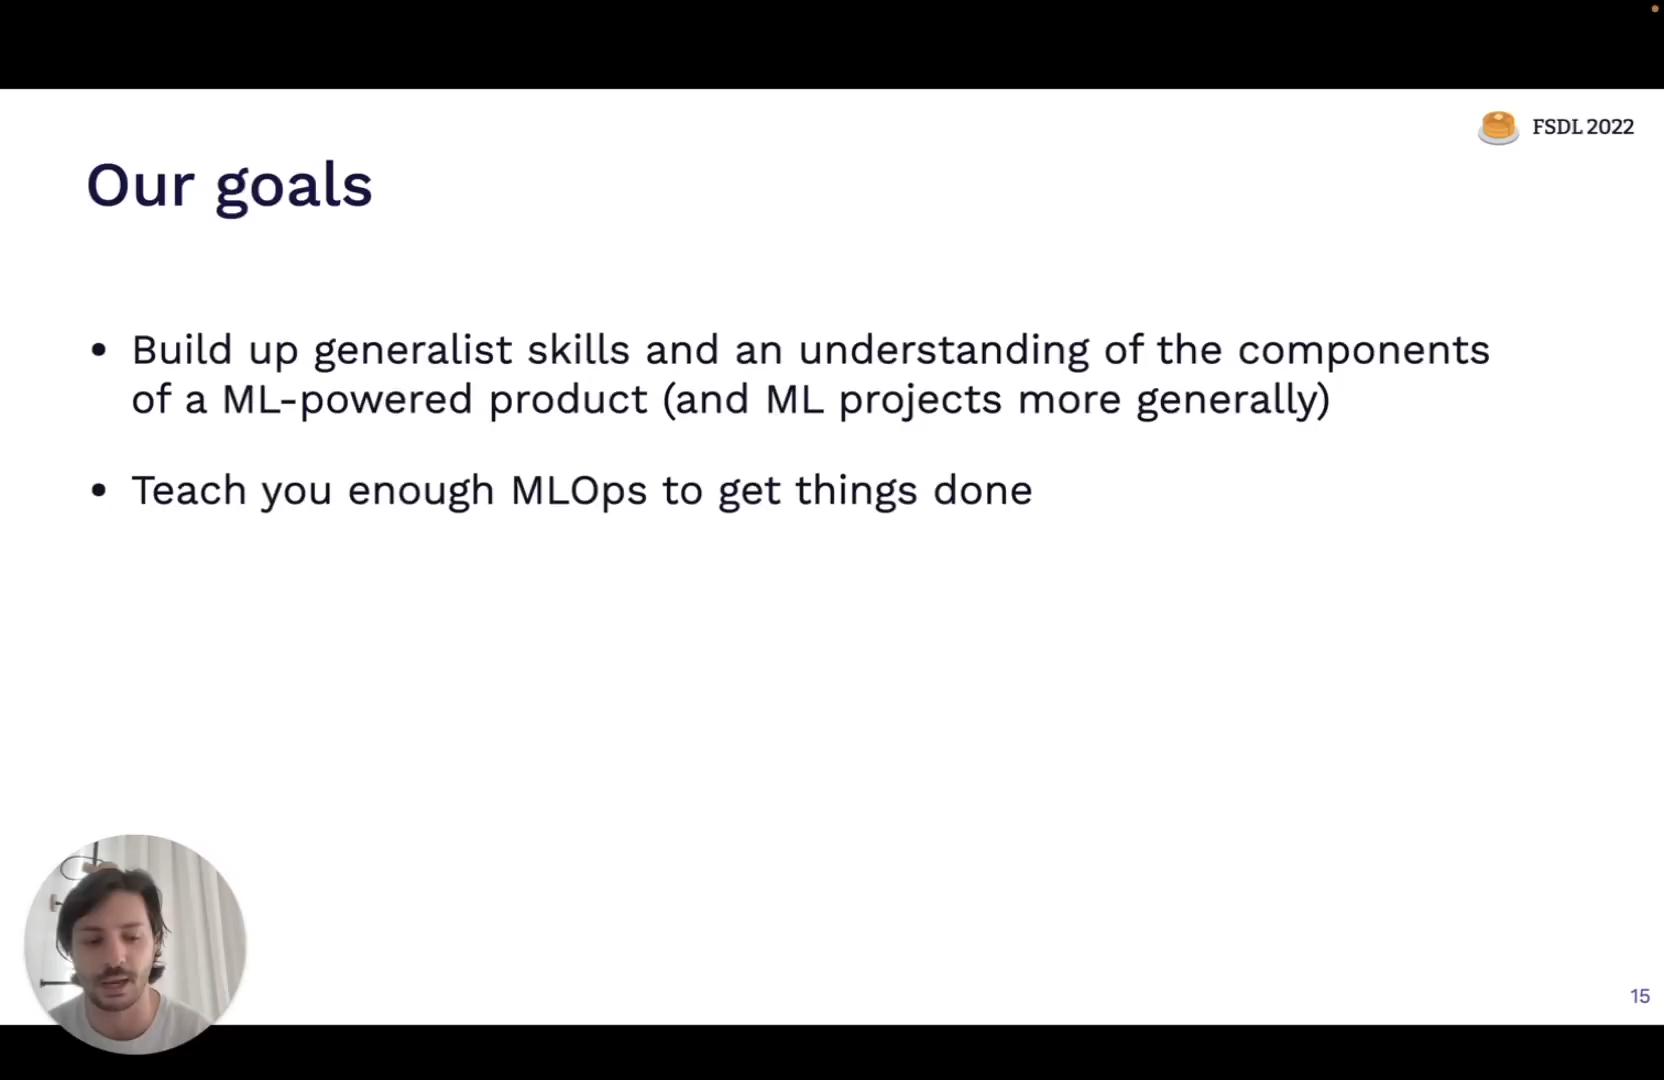 FSDL 2022
Our goals
• Build up generalist skills and an understanding of the components
of a ML-powered product (and ML projects more generally)
• Teach you enough MLOps to get things done
15